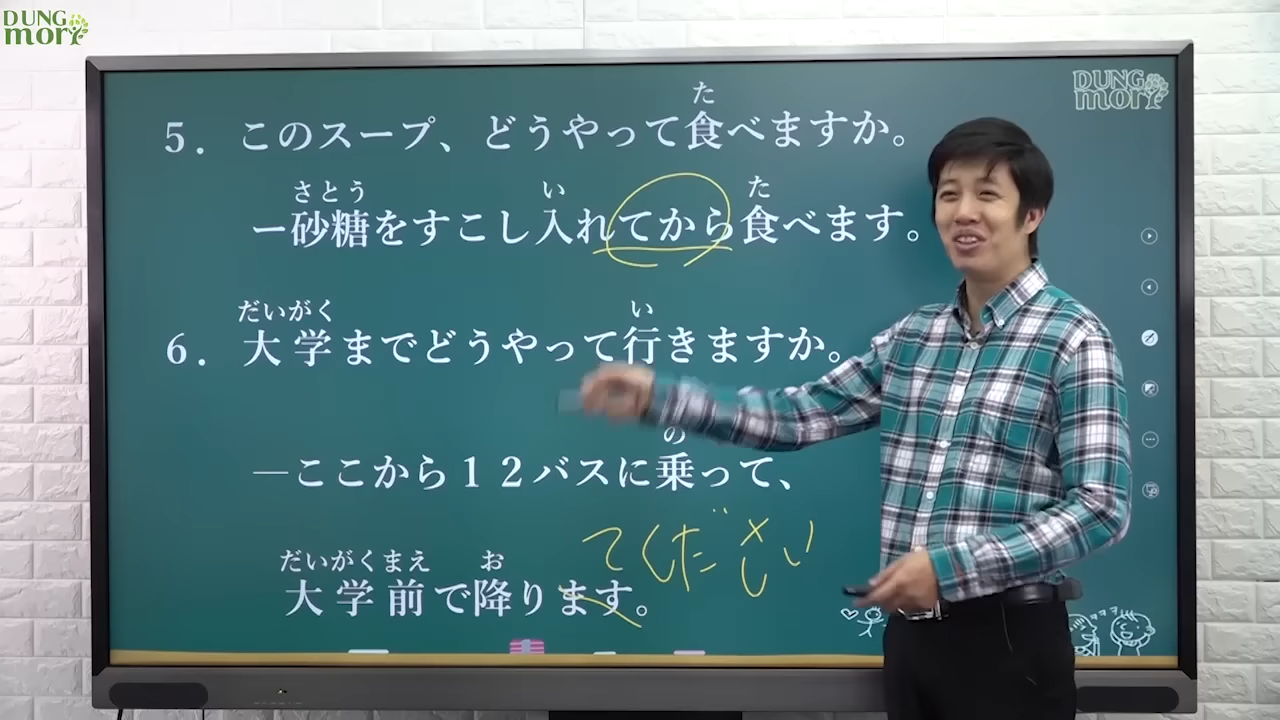 DUNG
mori
DUNG
mori
た
5．このスープ、どうやって食べますか。
さとう い た
ー砂糖をすこし入れてから食べます。
だいがく い
6．大学までどうやって行きますか。
の
―ここから１２バスに乗って、
てください
だいがくまえ お
大学前で降ります。